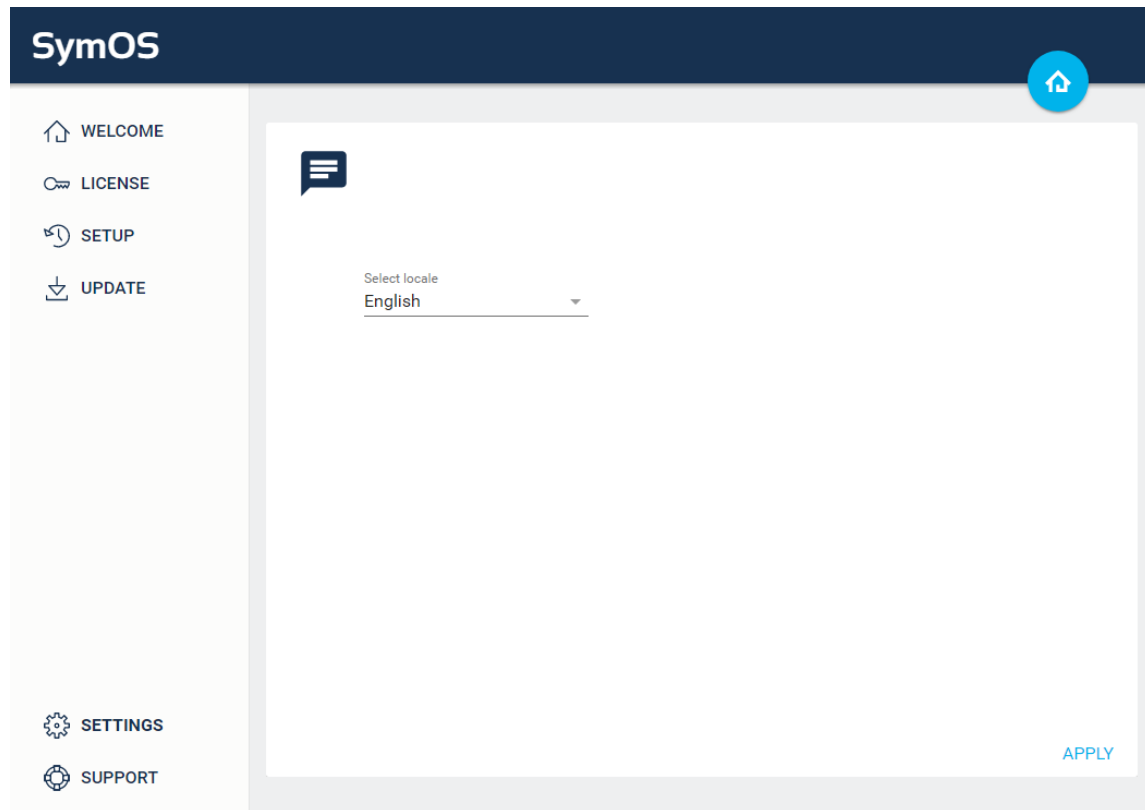 SymOS
WELCOME
LICENSE
SETUP
UPDATE
Select locale
English
SETTINGS
SUPPORT
APPLY